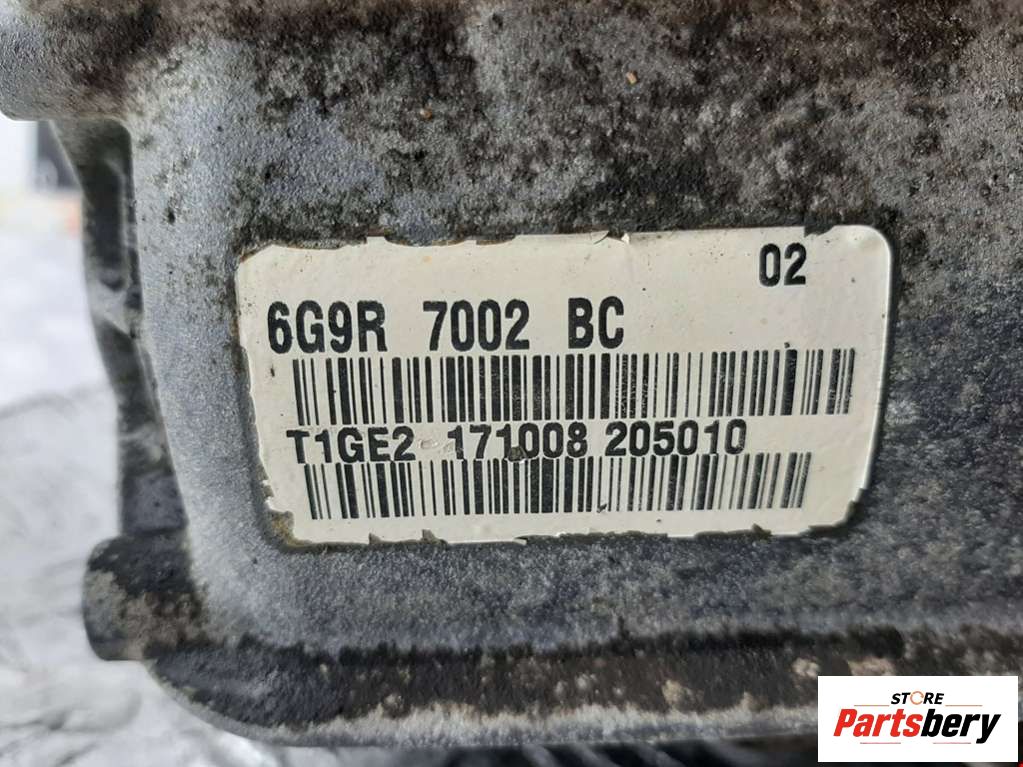 02
6G9R 7002 BC
T1GE2 171008 205010
STORE
Partsbery